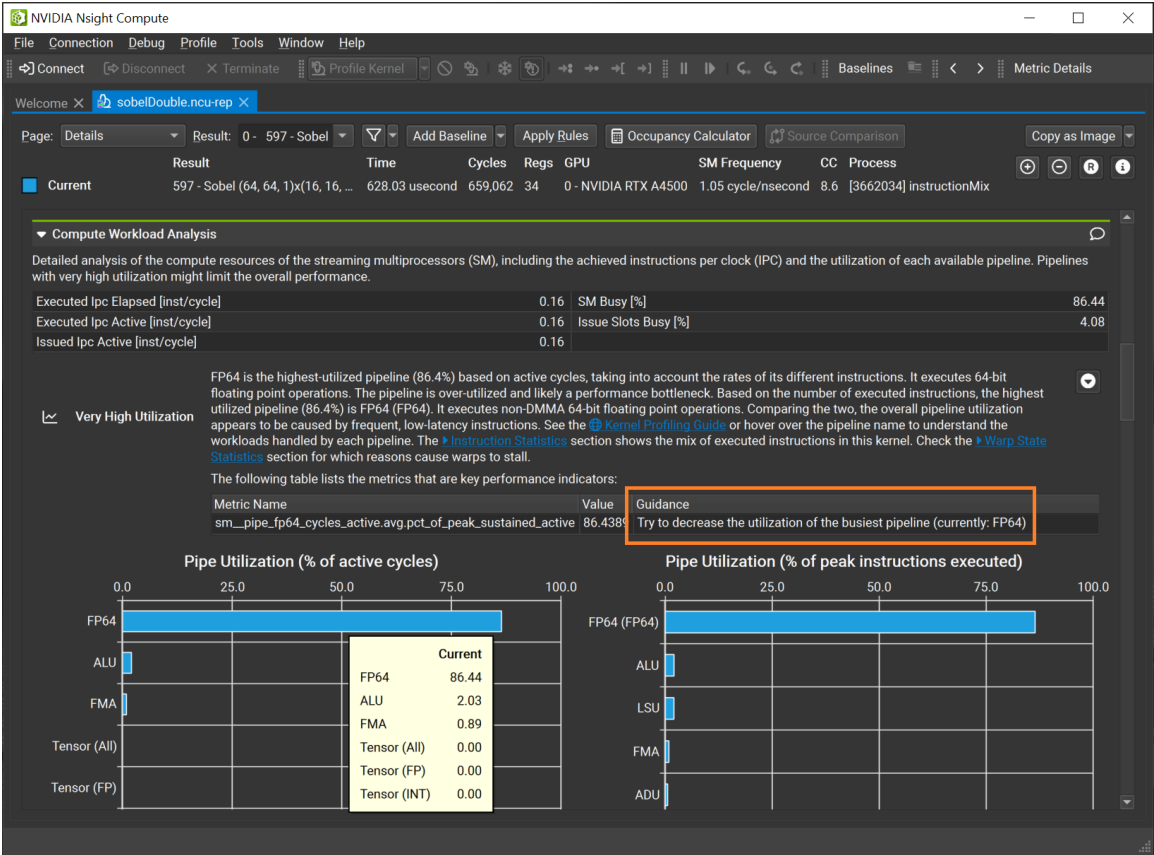 NVIDIA Nsight Compute
File Connection Debug Profile Tools Window Help
Connect Disconnect Terminate Profile Kernel Baselines Metric Details
Welcome sobelDouble.ncu-rep
Page: Details Result: 0 - 597 - Sobel Add Baseline Apply Rules Occupancy Calculator Source Comparison Copy as Image
Result Time Cycles Regs GPU SM Frequency CC Process
Current 597 - Sobel (64, 64, 1)x(16, 16, ... 628.03 usecond 659,062 34 0 - NVIDIA RTX A4500 1.05 cycle/nsecond 8.6 [3662034] instructionMix
R i
Compute Workload Analysis
Detailed analysis of the compute resources of the streaming multiprocessors (SM), including the achieved instructions per clock (IPC) and the utilization of each available pipeline. Pipelines
with very high utilization might limit the overall performance.
Executed Ipc Elapsed [inst/cycle] 0.16 SM Busy [%] 86.44
Executed Ipc Active [inst/cycle] 0.16 Issue Slots Busy [%] 4.08
Issued Ipc Active [inst/cycle] 0.16
Very High Utilization
FP64 is the highest-utilized pipeline (86.4%) based on active cycles, taking into account the rates of its different instructions. It executes 64-bit
floating point operations. The pipeline is over-utilized and likely a performance bottleneck. Based on the number of executed instructions, the highest
utilized pipeline (86.4%) is FP64 (FP64). It executes non-DMMA 64-bit floating point operations. Comparing the two, the overall pipeline utilization
appears to be caused by frequent, low-latency instructions. See the Kernel Profiling Guide or hover over the pipeline name to understand the
workloads handled by each pipeline. The Instruction Statistics section shows the mix of executed instructions in this kernel. Check the Warp State
Statistics section for which reasons cause warps to stall.
The following table lists the metrics that are key performance indicators:
Metric Name Value Guidance
sm__pipe_fp64_cycles_active.avg.pct_of_peak_sustained_active 86.4389 Try to decrease the utilization of the busiest pipeline (currently: FP64)
Pipe Utilization (% of active cycles)
0.0 25.0 50.0 75.0 100.0
FP64
ALU
FMA
Tensor (All)
Tensor (FP)
Current
FP64 86.44
ALU 2.03
FMA 0.89
Tensor (All) 0.00
Tensor (FP) 0.00
Tensor (INT) 0.00
Pipe Utilization (% of peak instructions executed)
0.0 25.0 50.0 75.0 100.0
FP64 (FP64)
ALU
LSU
FMA
ADU